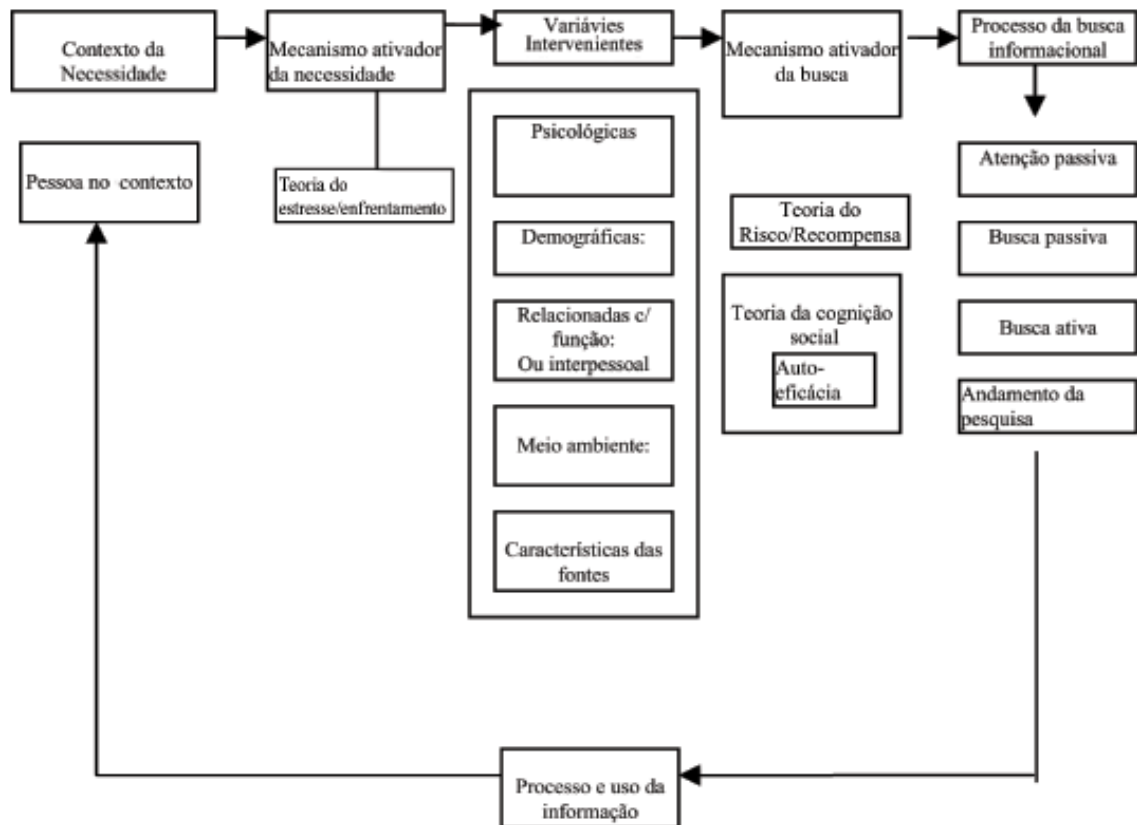 Contexto da
Necessidade
Mecanismo ativador
da necessidade
Variávies
Intervenientes
Mecanismo ativador
da busca
Processo da busca
informacional
Pessoa no contexto
Teoria do
estresse/enfrentamento
Psicológicas
Demográficas:
Relacionadas c/
função:
Ou interpessoal
Meio ambiente:
Características das
fontes
Teoria do
Risco/Recompensa
Teoria da cognição
social
Auto-
eficácia
Atenção passiva
Busca passiva
Busca ativa
Andamento da
pesquisa
Processo e uso da
informação